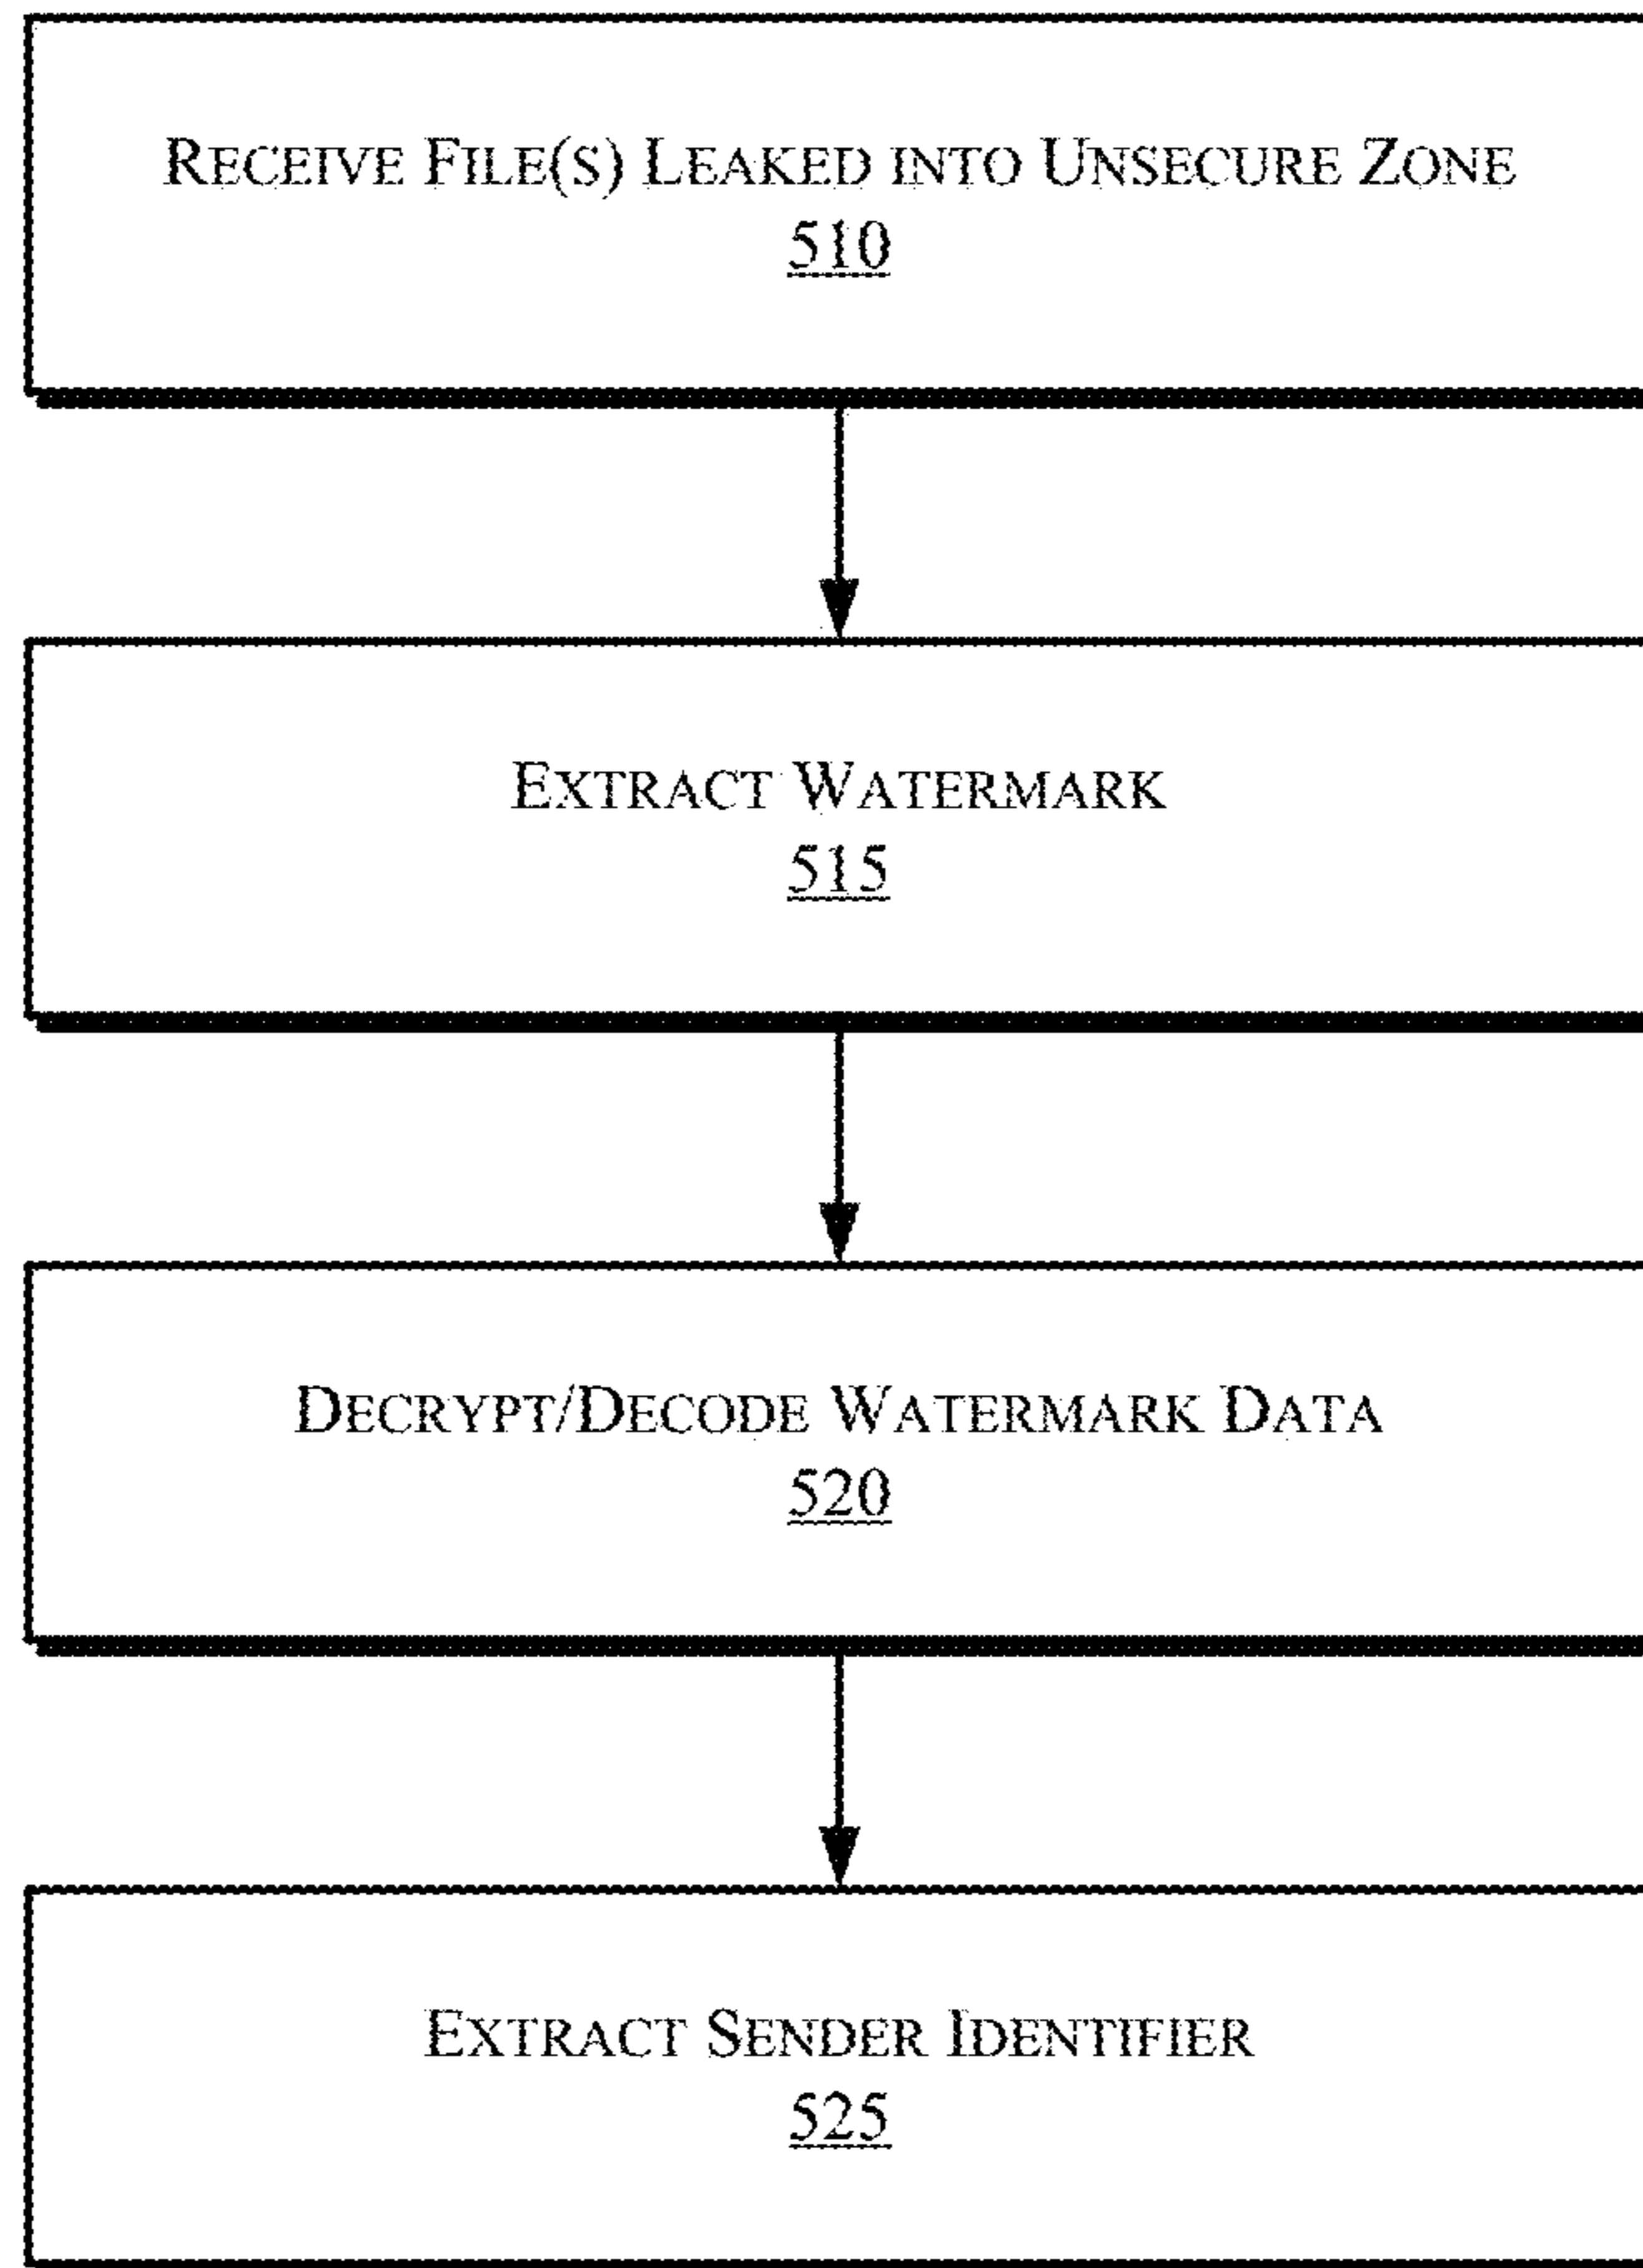 RECEIVE FILE(S) LEAKED INTO UNSECURE ZONE
510
EXTRACT WATERMARK
515
DECRYPT/DECODE WATERMARK DATA
520
EXTRACT SENDER IDENTIFIER
525